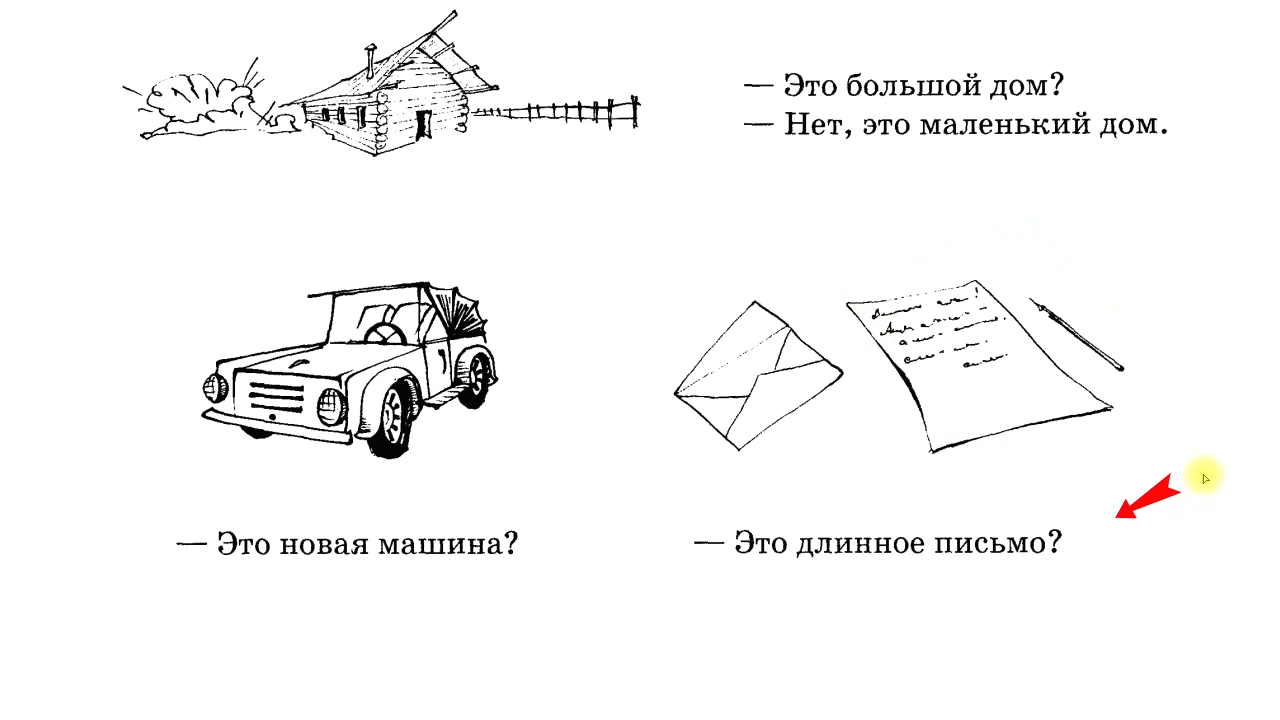 — Это большой дом?
— Нет, это маленький дом.
— Это новая машина?
— Это длинное письмо?